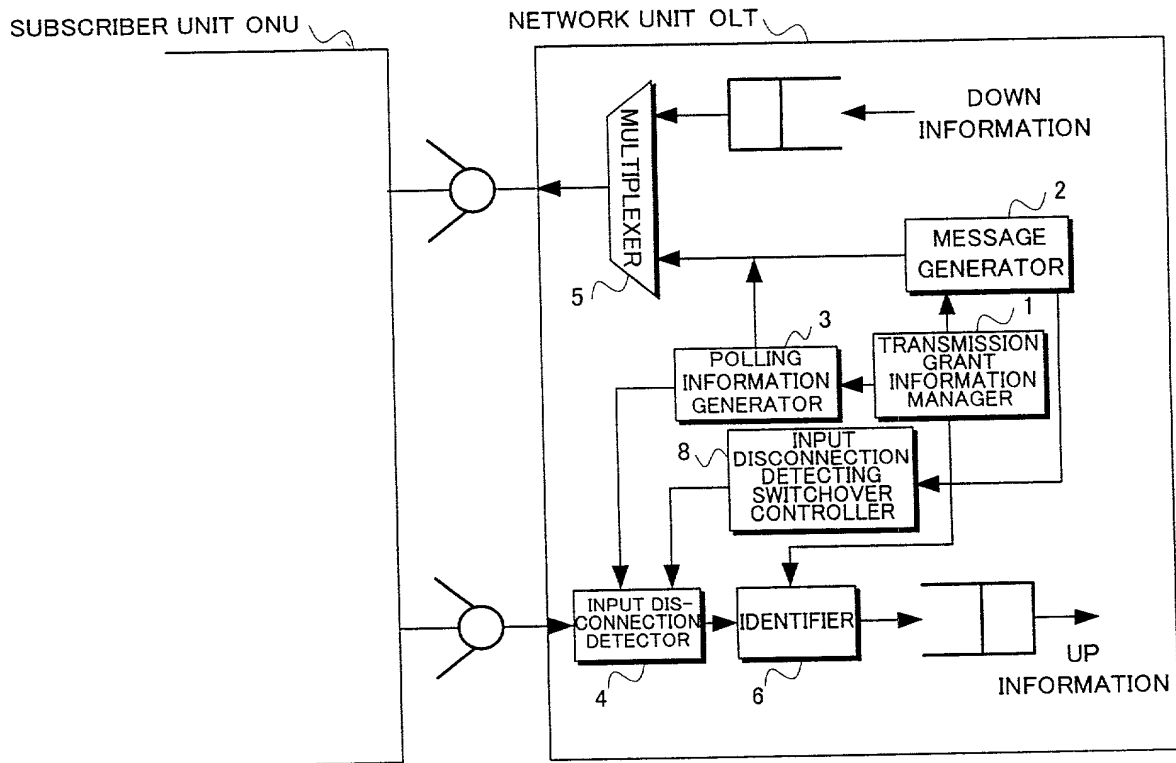 SUBSCRIBER UNIT ONU
NETWORK UNIT OLT
DOWN
INFORMATION
MULTIPLEXER
5
2
MESSAGE
GENERATOR
3
POLLING
INFORMATION
GENERATOR
1
TRANSMISSION
GRANT
INFORMATION
MANAGER
8
INPUT
DISCONNECTION
DETECTING
SWITCHOVER
CONTROLLER
INPUT DIS-
CONNECTION
DETECTOR
4
IDENTIFIER
6
UP
INFORMATION